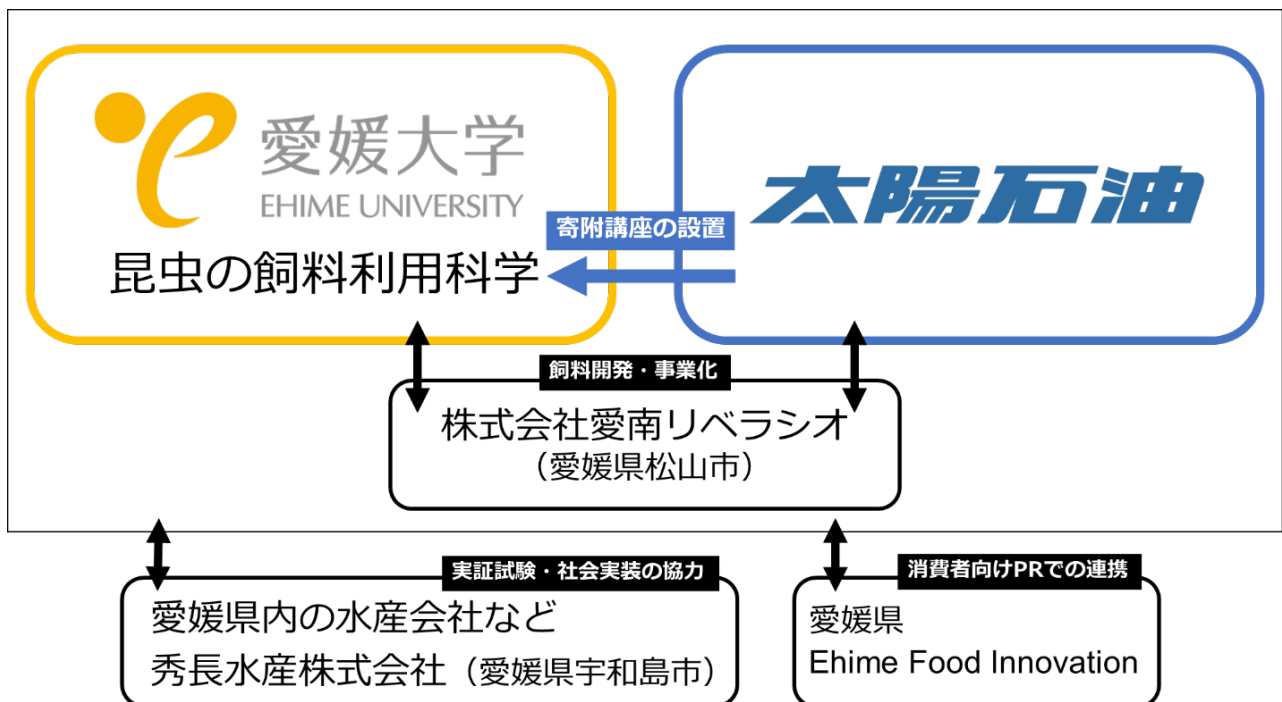 愛媛大学
EHIME UNIVERSITY
昆虫の飼料利用科学
寄附講座の設置
太陽石油
飼料開発・事業化
株式会社愛南リベラシオ
（愛媛県松山市）
実証試験・社会実装の協力
愛媛県内の水産会社など
秀長水産株式会社（愛媛県宇和島市）
消費者向けPRでの連携
愛媛県
Ehime Food Innovation